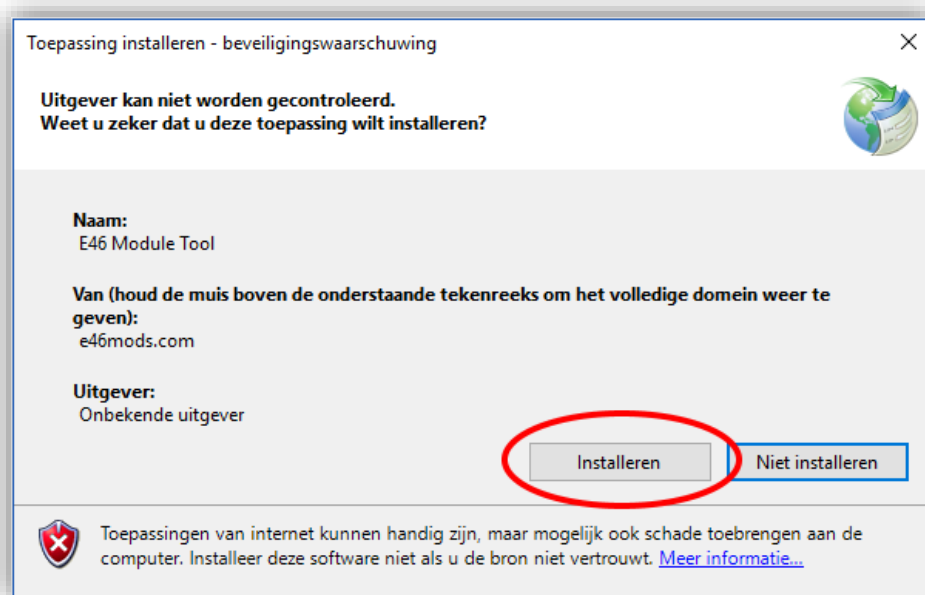 Toepassing installeren - beveiligingswaarschuwing
Uitgever kan niet worden gecontroleerd.
Weet u zeker dat u deze toepassing wilt installeren?
Naam:
E46 Module Tool
Van (houd de muis boven de onderstaande tekenreeks om het volledige domein weer te
geven):
e46mods.com
Uitgever:
Onbekende uitgever
Installeren
Niet installeren
Toepassingen van internet kunnen handig zijn, maar mogelijk ook schade toebrengen aan de
computer. Installeer deze software niet als u de bron niet vertrouwt. Meer informatie...